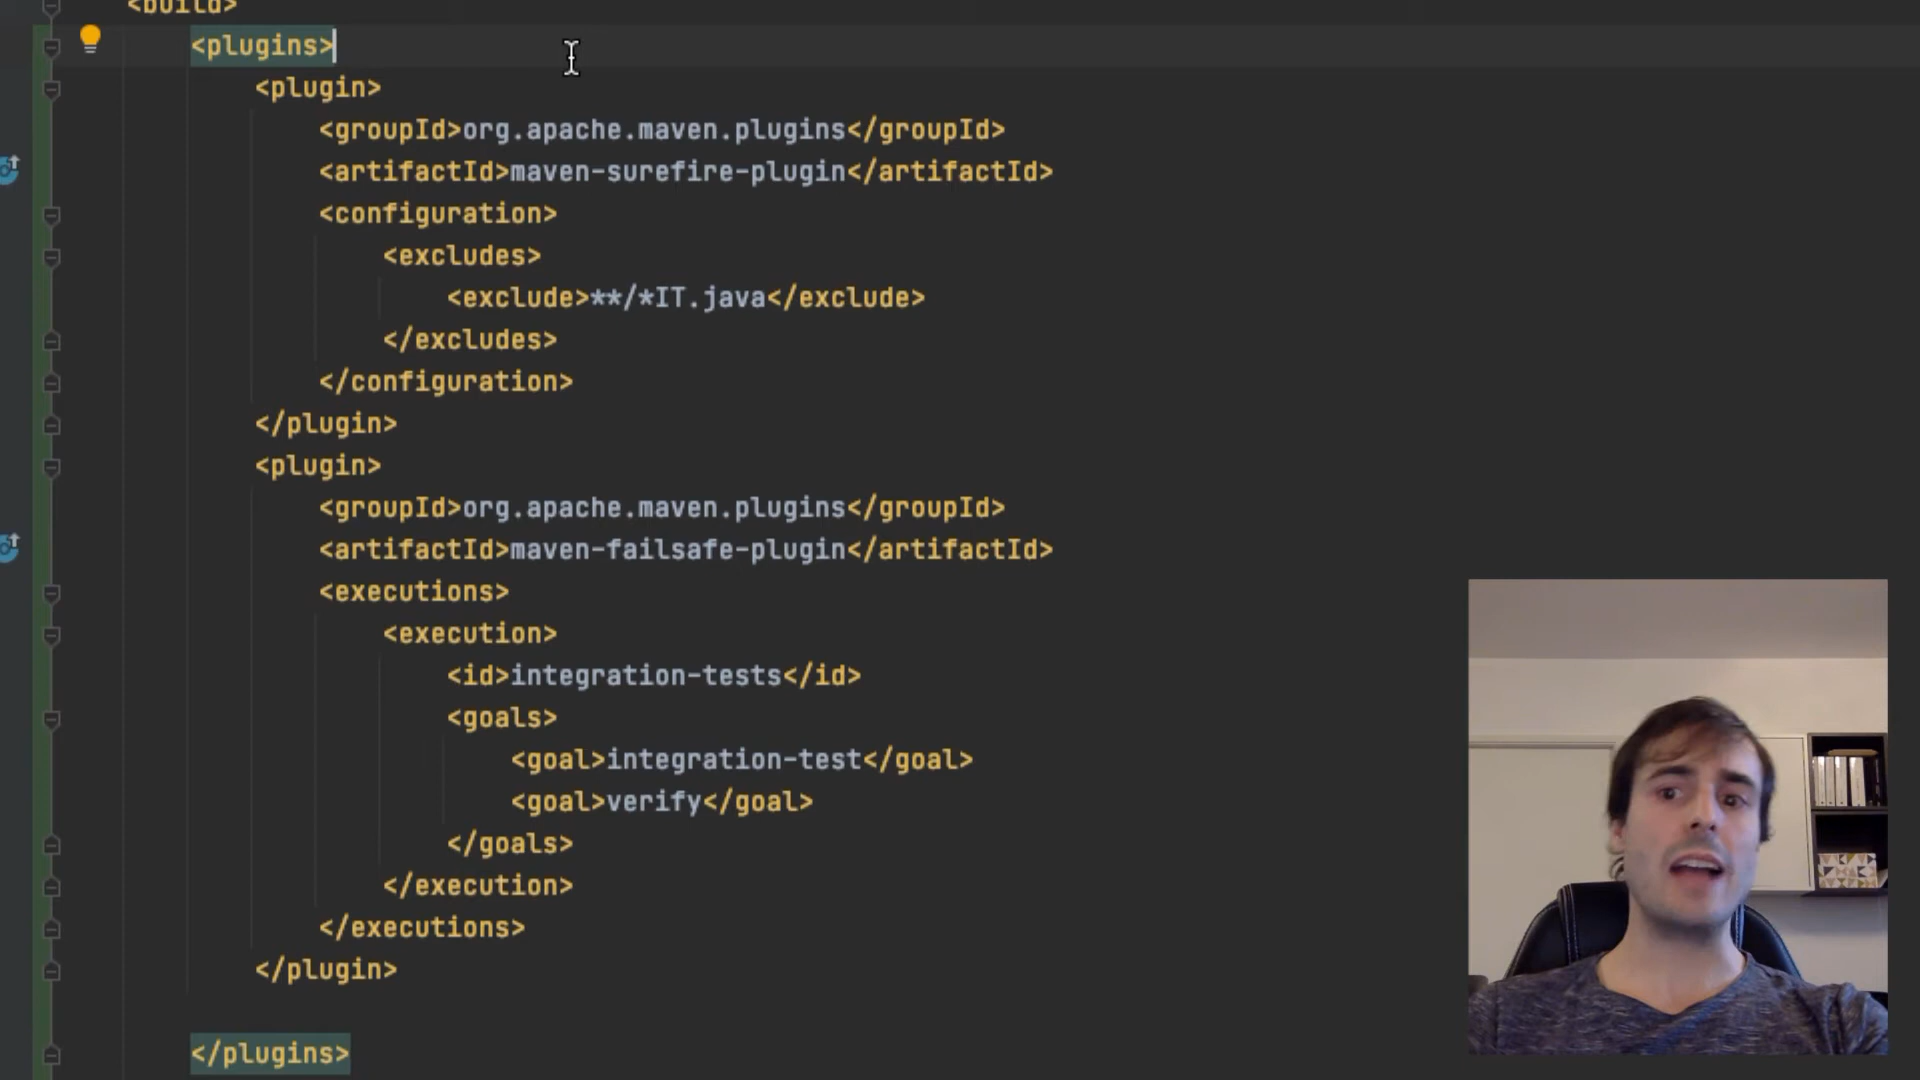 <build>
<plugins>
<plugin>
<groupId>org.apache.maven.plugins</groupId>
<artifactId>maven-surefire-plugin</artifactId>
<configuration>
<excludes>
<exclude>**/*IT.java</exclude>
</excludes>
</configuration>
</plugin>
<plugin>
<groupId>org.apache.maven.plugins</groupId>
<artifactId>maven-failsafe-plugin</artifactId>
<executions>
<execution>
<id>integration-tests</id>
<goals>
<goal>integration-test</goal>
<goal>verify</goal>
</goals>
</execution>
</executions>
</plugin>
</plugins>